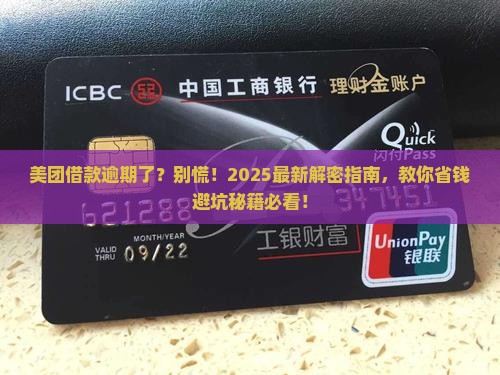 ICBC 中国工商银行 理财金账户
Quick
闪付Pass
美团借款逾期了？别慌！2025最新解密指南，教你省钱
避坑秘籍必看！
621288
MONTH/YEAR
VALID
THRU 09/22
工银财富
UnionPay
银联